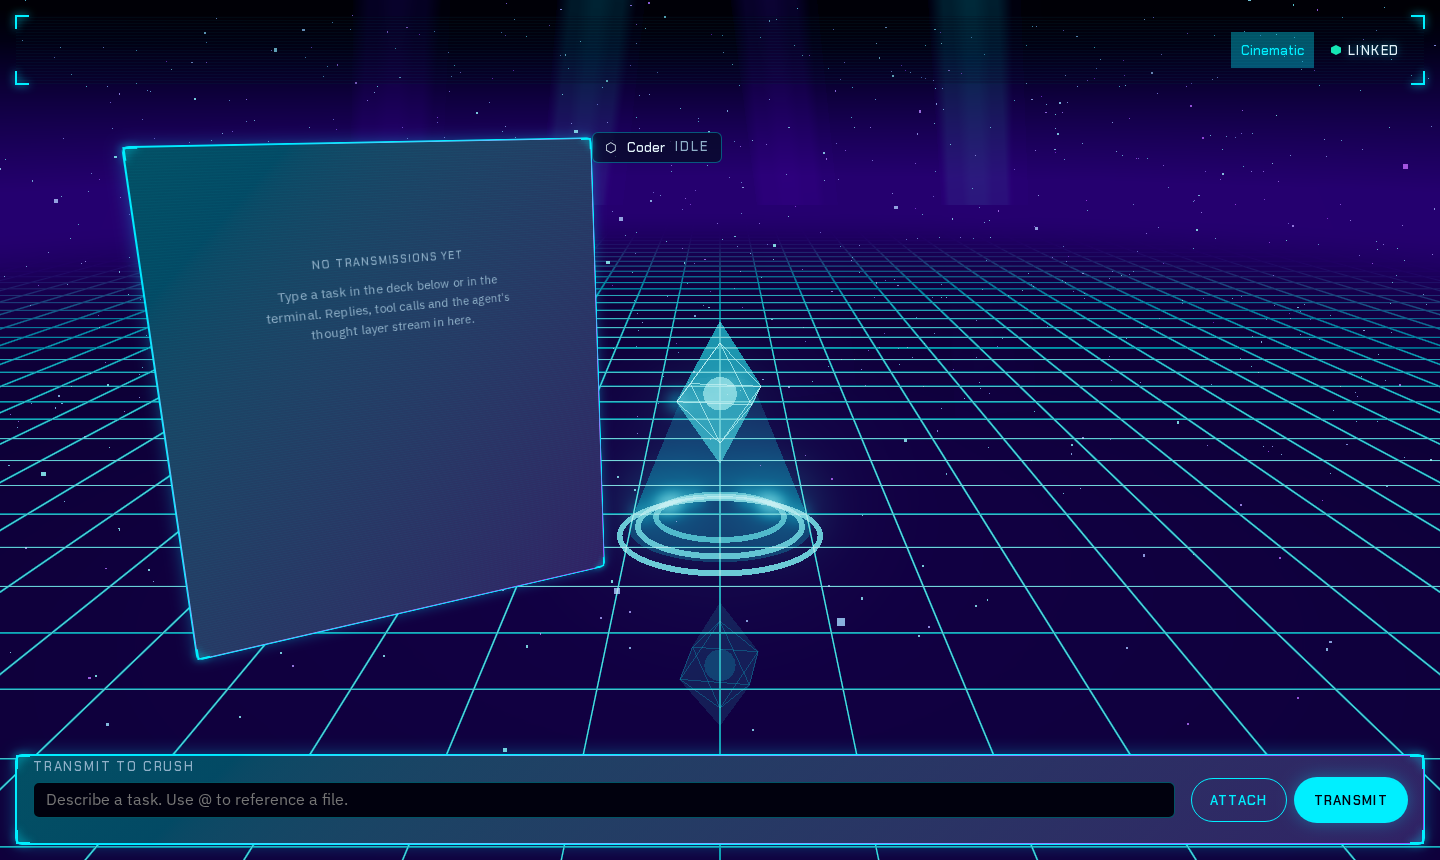 Cinematic
LINKED
Coder IDLE
NO TRANSMISSIONS YET
Type a task in the deck below or in the
terminal. Replies, tool calls and the agent's
thought layer stream in here.
TRANSMIT TO CRUSH
Describe a task. Use @ to reference a file.
ATTACH
TRANSMIT